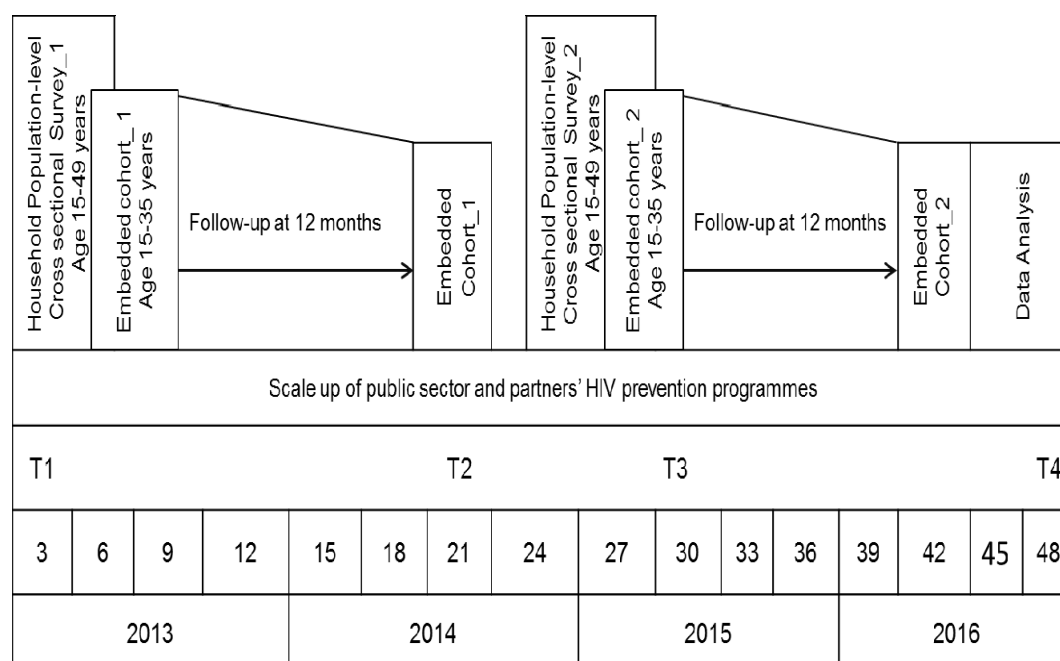 Household Population-level
Cross sectional Survey_1
Age 15-49 years
Embedded cohort_ 1
Age 15-35 years
Follow-up at 12 months
Embedded
Cohort_1
Household Population-level
Cross sectional Survey_2
Age 15-49 years
Embedded cohort_ 2
Age 15-35 years
Follow-up at 12 months
Embedded
Cohort_2
Data Analysis
Scale up of public sector and partners’ HIV prevention programmes
T1 T2 T3 T4
3 6 9 12 15 18 21 24 27 30 33 36 39 42 45 48
2013 2014 2015 2016